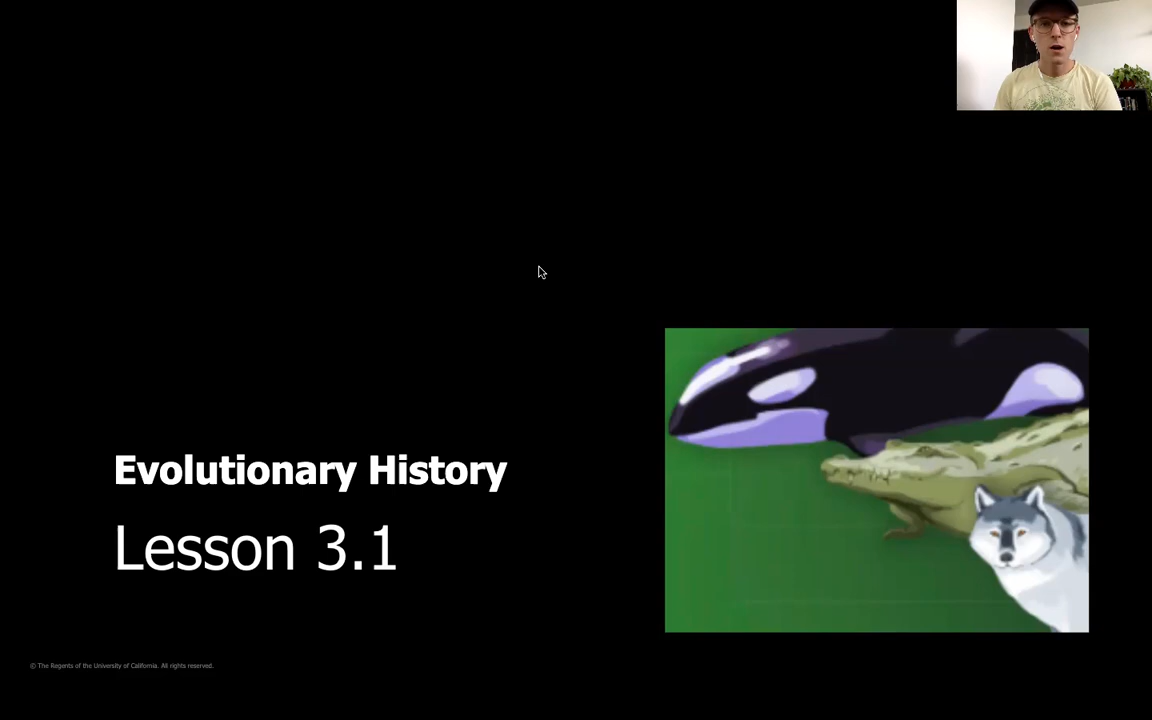 Evolutionary History
Lesson 3.1
© The Regents of the University of California. All rights reserved.